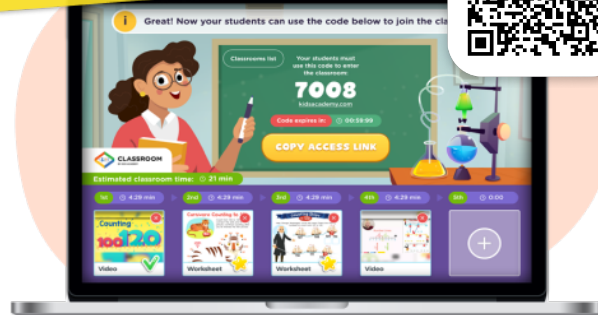 i Great! Now your students can use the code below to join the cla
Classrooms list
Your students must
use this code to enter
the classroom
7008
kidsacademy.com
Code expires in: 00:59:99
COPY ACCESS LINK
CLASSROOM
Estimated classroom time: 21 min
1st 4:29 min 2nd 4:29 min 3rd 4:29 min 4th 4:29 min 5th 0:00
Counting
100 120
Video
Worksheet
Worksheet
Video